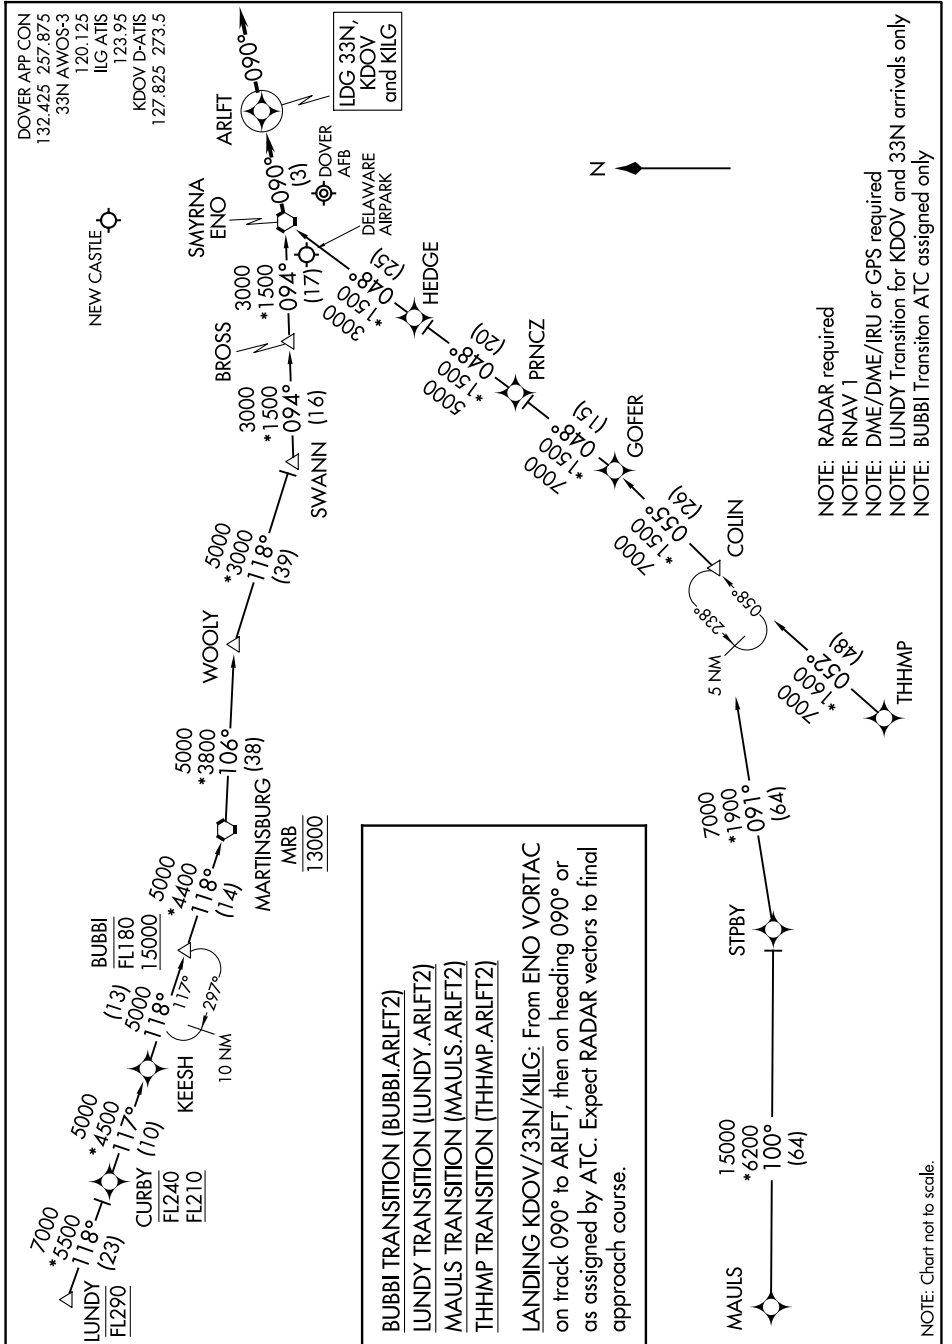 DOVER APP CON
132.425 257.875
33N AWOS-3
120.125
ILG ATIS
123.95
KDOV D-ATIS
127.825 273.5
NEW CASTLE
LUNDY
FL290
7000
*5500
118°
(23)
CURBY
FL240
FL210
5000
*4500
117°
(10)
KEESH
(13)
5000
118°
BUBBI
FL180
15000
117°
297°
10 NM
5000
*4400
118°
(14)
MARTINSBURG
MRB
13000
5000
*3800
106°
(38)
WOOLY
5000
*3000
118°
(39)
SWANN
3000
*1500
094°
(16)
BROSS
3000
*1500
094°
(17)
SMYRNA
ENO
090°
(3)
ARLFT
090°
LDG 33N,
KDOV
and KILG
DOVER
AFB
DELAWARE
AIRPARK
3000
*1500
048°
(25)
HEDGE
5000
*1500
048°
(20)
PRNCZ
7000
*1500
048°
(15)
GOFER
7000
*1500
055°
(26)
COLIN
238°
058°
5 NM
7000
*1600
052°
(48)
THHMP
7000
*1900
091°
(64)
STPBY
15000
*6200
100°
(64)
MAULS
N
BUBBI TRANSITION (BUBBI.ARLFT2)
LUNDY TRANSITION (LUNDY.ARLFT2)
MAULS TRANSITION (MAULS.ARLFT2)
THHMP TRANSITION (THHMP.ARLFT2)
LANDING KDOV/33N/KILG: From ENO VORTAC
on track 090° to ARLFT, then on heading 090° or
as assigned by ATC. Expect RADAR vectors to final
approach course.
NOTE: RADAR required
NOTE: RNAV 1
NOTE: DME/DME/IRU or GPS required
NOTE: LUNDY Transition for KDOV and 33N arrivals only
NOTE: BUBBI Transiton ATC assigned only
NOTE: Chart not to scale.